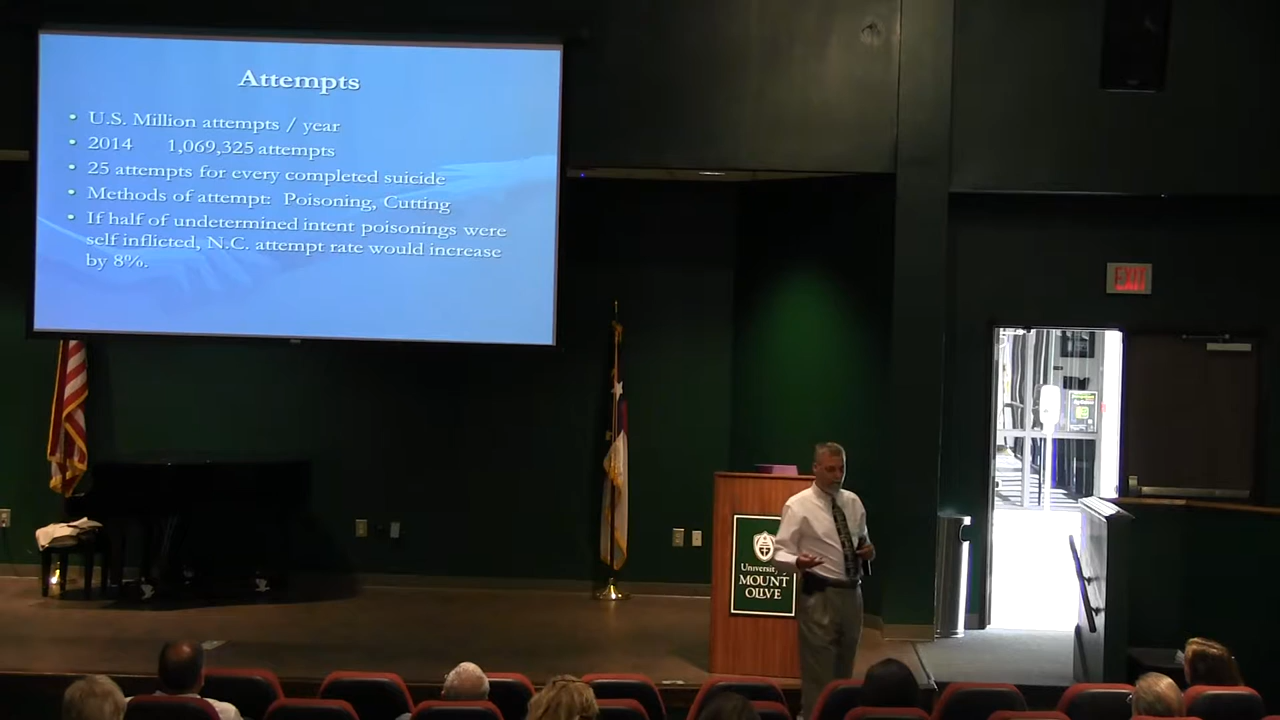 Attempts
• U.S. Million attempts / year
• 2014 1,069,325 attempts
• 25 attempts for every completed suicide
• Methods of attempt: Poisoning, Cutting
• If half of undetermined intent poisonings were
self inflicted, N.C. attempt rate would increase
by 8%.
EXIT
University
MOUNT
OLIVE